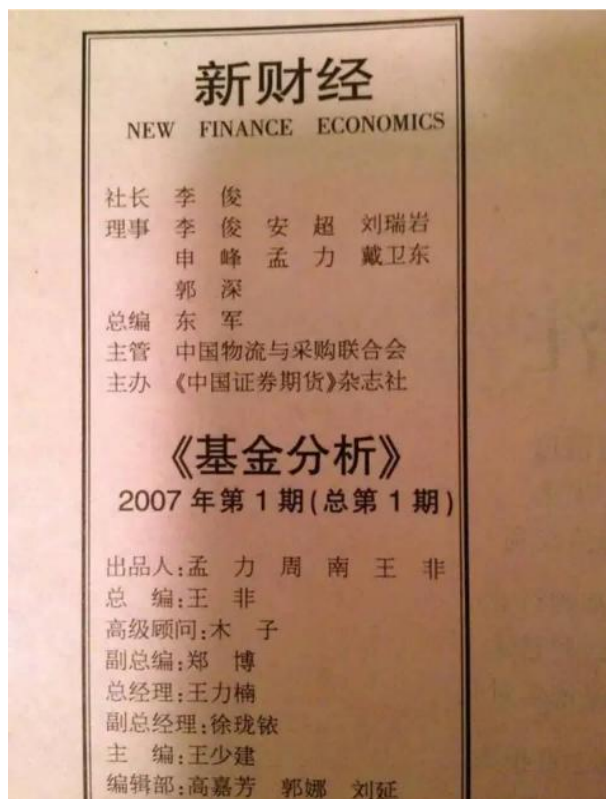 新财经
NEW FINANCE ECONOMICS
社长 李 俊
理事 李 俊 安 超 刘瑞岩
申 峰 孟 力 戴卫东
郭 深
总编 东 军
主管 中国物流与采购联合会
主办 《中国证券期货》杂志社
《基金分析》
2007年第1期(总第1期)
出品人:孟 力 周 南 王 非
总 编:王 非
高级顾问:木 子
副总编:郑 博
总经理:王力楠
副总经理:徐珑铱
主 编:王少建
编辑部:高嘉芳 郭娜 刘延